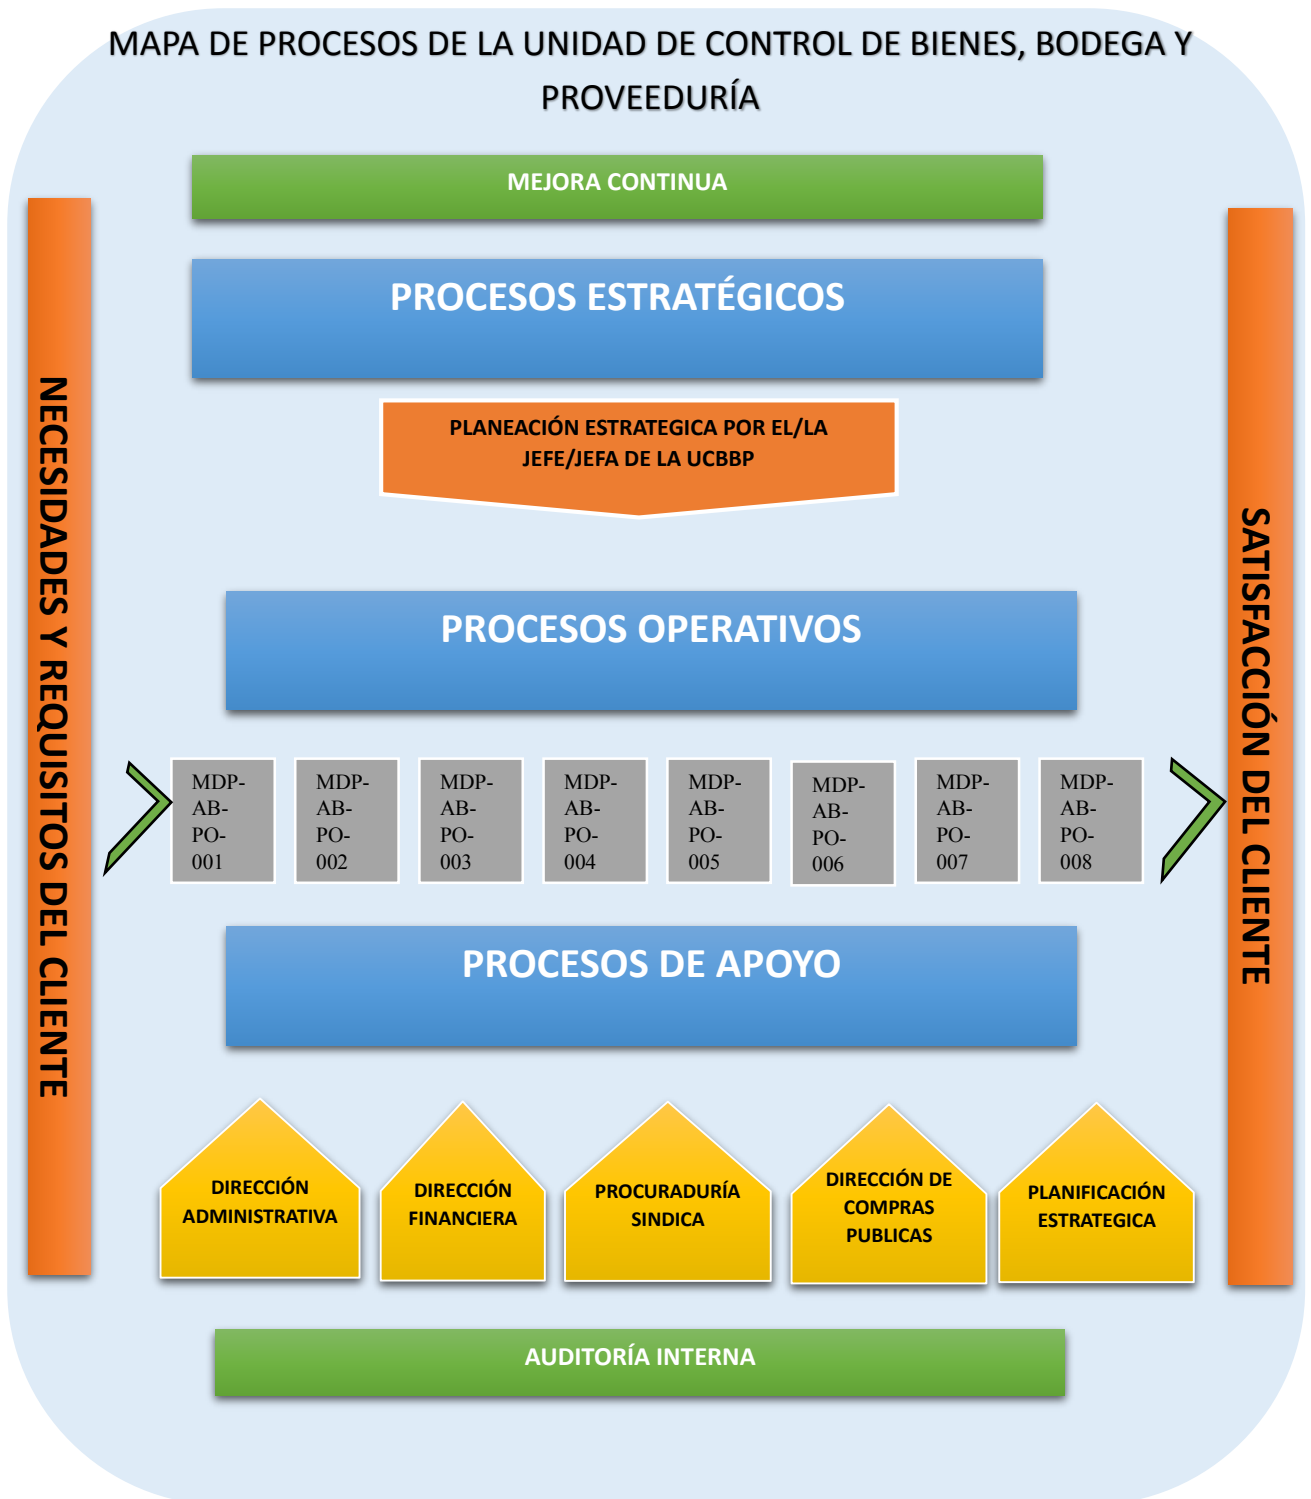 MAPA DE PROCESOS DE LA UNIDAD DE CONTROL DE BIENES, BODEGA Y
PROVEEDURÍA
MEJORA CONTINUA
PROCESOS ESTRATÉGICOS
PLANEACIÓN ESTRATEGICA POR EL/LA
JEFE/JEFA DE LA UCBBP
NECESIDADES Y REQUISITOS DEL CLIENTE
SATISFACCIÓN DEL CLIENTE
PROCESOS OPERATIVOS
MDP-
AB-
PO-
001
MDP-
AB-
PO-
002
MDP-
AB-
PO-
003
MDP-
AB-
PO-
004
MDP-
AB-
PO-
005
MDP-
AB-
PO-
006
MDP-
AB-
PO-
007
MDP-
AB-
PO-
008
PROCESOS DE APOYO
DIRECCIÓN
ADMINISTRATIVA
DIRECCIÓN
FINANCIERA
PROCURADURÍA
SINDICA
DIRECCIÓN DE
COMPRAS
PUBLICAS
PLANIFICACIÓN
ESTRATEGICA
AUDITORÍA INTERNA